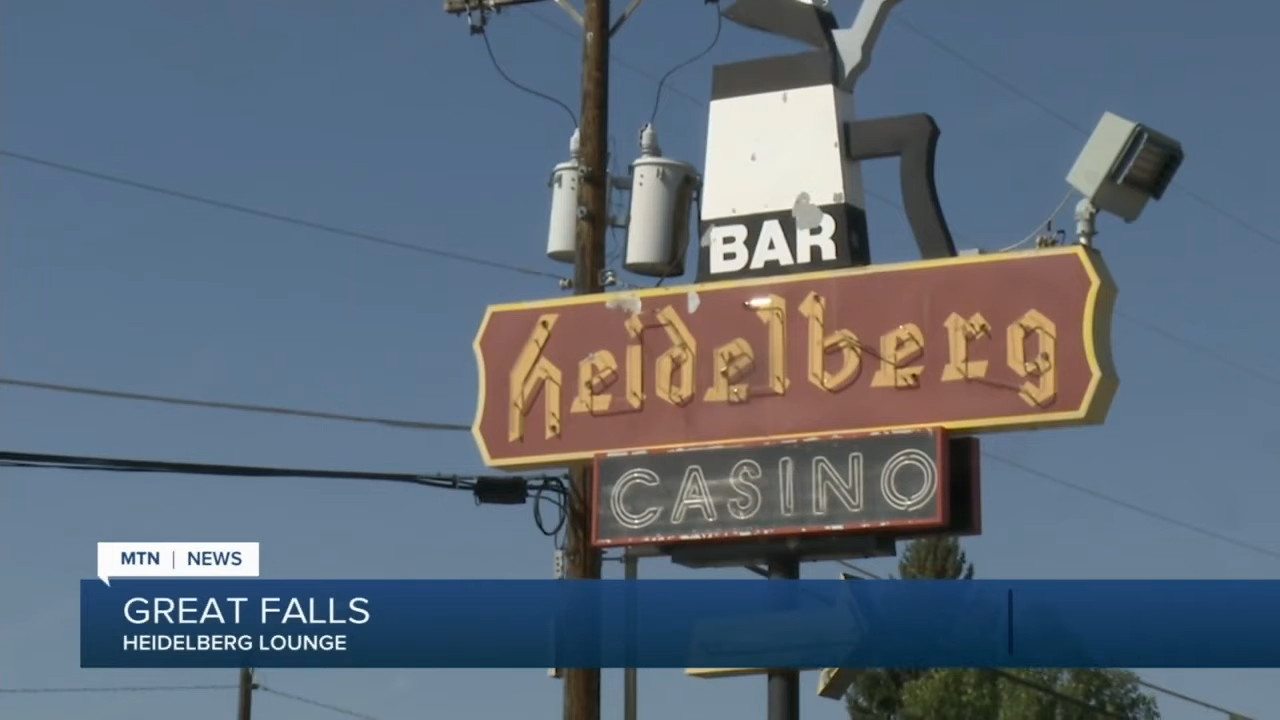 BAR
heidelberg
CASINO
MTN | NEWS
GREAT FALLS
HEIDELBERG LOUNGE